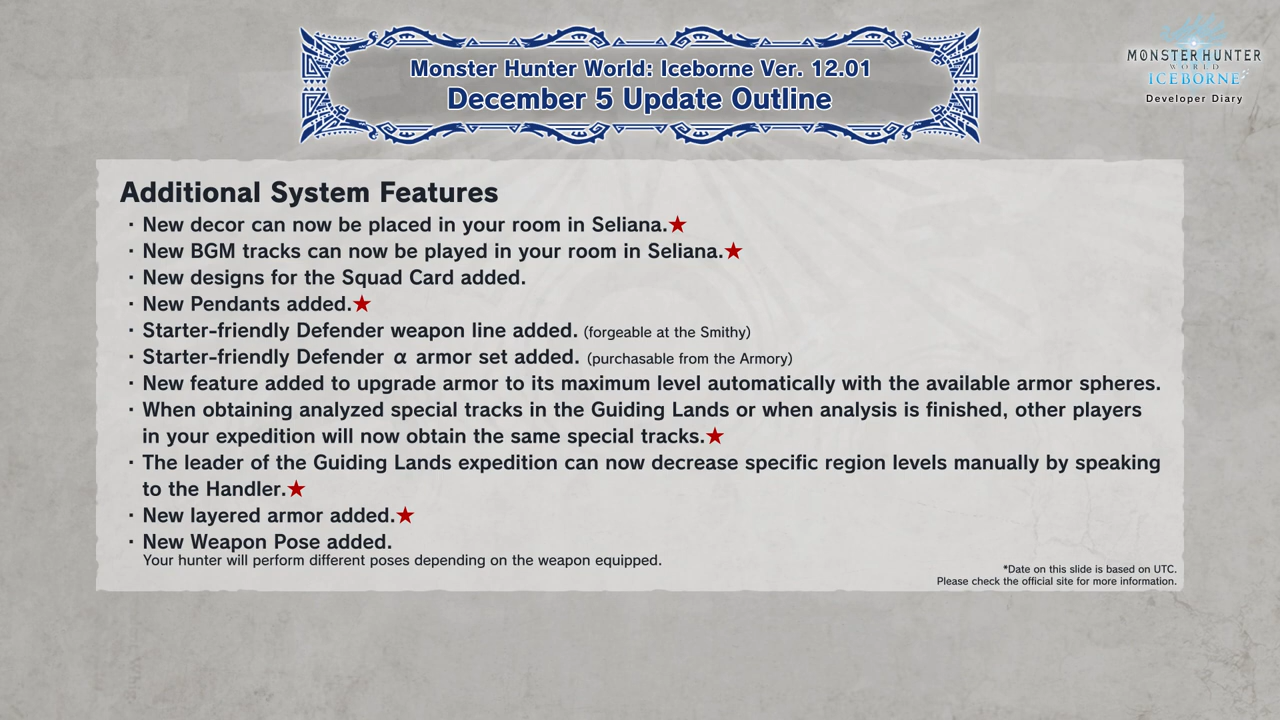 Monster Hunter World: Iceborne Ver. 12.01
December 5 Update Outline
MONSTER HUNTER
WORLD
ICEBORNE
Developer Diary
Additional System Features
・New decor can now be placed in your room in Seliana.★
・New BGM tracks can now be played in your room in Seliana.★
・New designs for the Squad Card added.
・New Pendants added.★
・Starter-friendly Defender weapon line added. (forgeable at the Smithy)
・Starter-friendly Defender α armor set added. (purchasable from the Armory)
・New feature added to upgrade armor to its maximum level automatically with the available armor spheres.
・When obtaining analyzed special tracks in the Guiding Lands or when analysis is finished, other players
in your expedition will now obtain the same special tracks.★
・The leader of the Guiding Lands expedition can now decrease specific region levels manually by speaking
to the Handler.★
・New layered armor added.★
・New Weapon Pose added.
Your hunter will perform different poses depending on the weapon equipped.
*Date on this slide is based on UTC.
Please check the official site for more information.